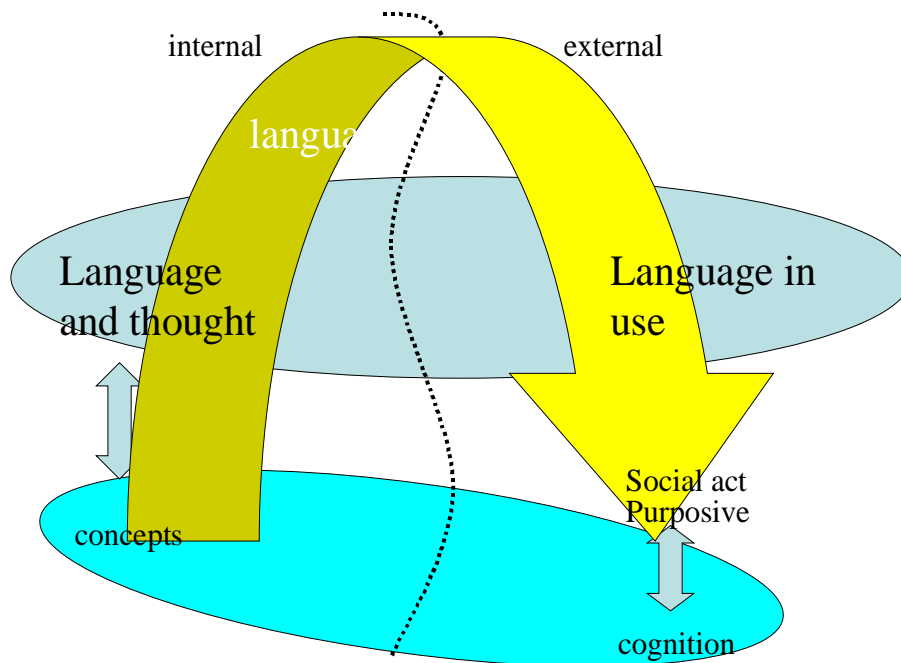 internal
external
langua
Language
and thought
Language in
use
Social act
Purposive
concepts
cognition